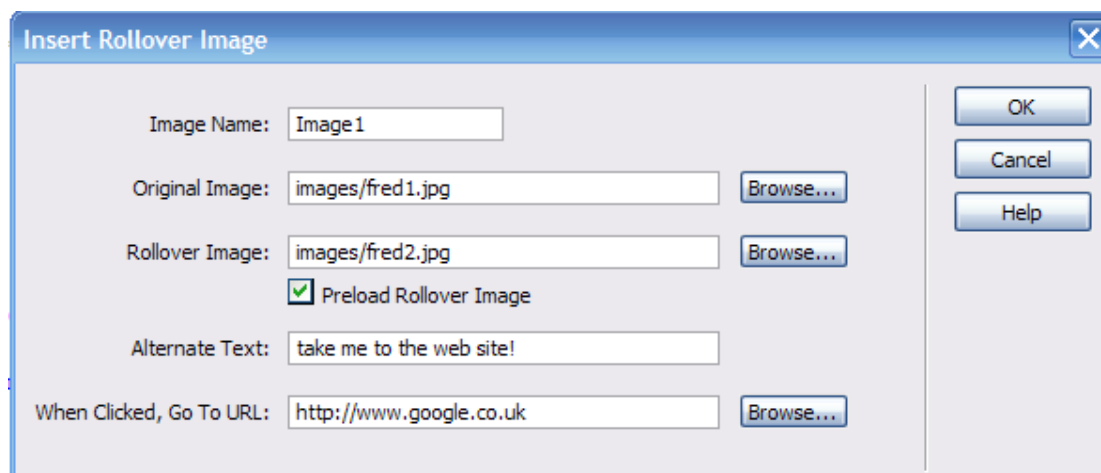 Insert Rollover Image
Image Name: Image1
OK
Cancel
Original Image: images/fred1.jpg Browse...
Help
Rollover Image: images/fred2.jpg Browse...
Preload Rollover Image
Alternate Text: take me to the web site!
When Clicked, Go To URL: http://www.google.co.uk Browse...